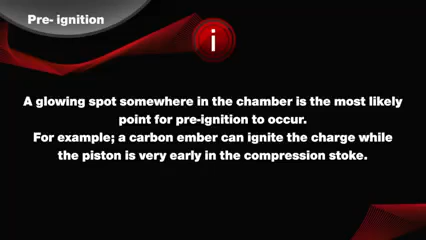 Pre- ignition
i
A glowing spot somewhere in the chamber is the most likely
point for pre-ignition to occur.
For example; a carbon ember can ignite the charge while
the piston is very early in the compression stoke.